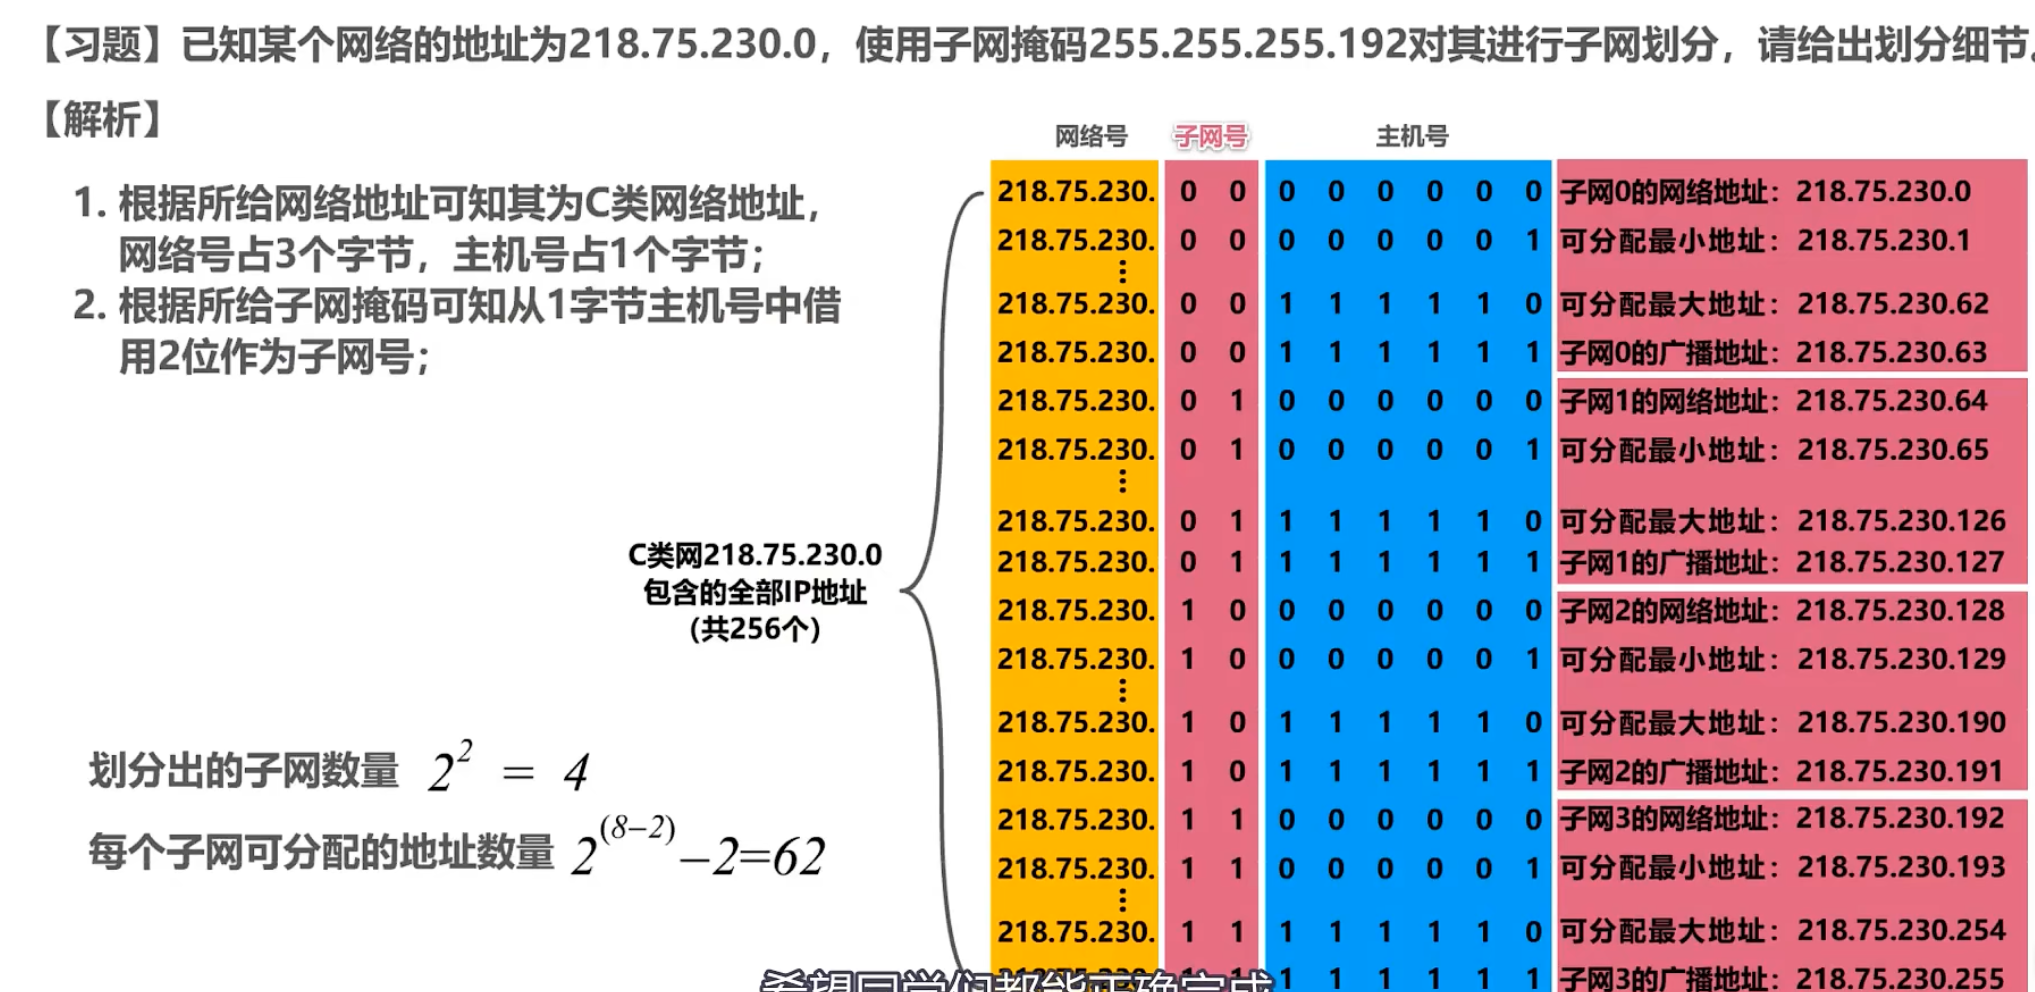 【习题】已知某个网络的地址为218.75.230.0，使用子网掩码255.255.255.192对其进行子网划分，请给出划分细节。
【解析】
1. 根据所给网络地址可知其为C类网络地址，
网络号占3个字节，主机号占1个字节；
2. 根据所给子网掩码可知从1字节主机号中借
用2位作为子网号；
C类网218.75.230.0
包含的全部IP地址
(共256个)
划分出的子网数量 2^2 = 4
每个子网可分配的地址数量 2^(8−2) −2=62
网络号 子网号 主机号
218.75.230. 0 0 0 0 0 0 0 0 子网0的网络地址：218.75.230.0
218.75.230. 0 0 0 0 0 0 0 1 可分配最小地址：218.75.230.1
⋮
218.75.230. 0 0 1 1 1 1 1 0 可分配最大地址：218.75.230.62
218.75.230. 0 0 1 1 1 1 1 1 子网0的广播地址：218.75.230.63
218.75.230. 0 1 0 0 0 0 0 0 子网1的网络地址：218.75.230.64
218.75.230. 0 1 0 0 0 0 0 1 可分配最小地址：218.75.230.65
⋮
218.75.230. 0 1 1 1 1 1 1 0 可分配最大地址：218.75.230.126
218.75.230. 0 1 1 1 1 1 1 1 子网1的广播地址：218.75.230.127
218.75.230. 1 0 0 0 0 0 0 0 子网2的网络地址：218.75.230.128
218.75.230. 1 0 0 0 0 0 0 1 可分配最小地址：218.75.230.129
⋮
218.75.230. 1 0 1 1 1 1 1 0 可分配最大地址：218.75.230.190
218.75.230. 1 0 1 1 1 1 1 1 子网2的广播地址：218.75.230.191
218.75.230. 1 1 0 0 0 0 0 0 子网3的网络地址：218.75.230.192
218.75.230. 1 1 0 0 0 0 0 1 可分配最小地址：218.75.230.193
⋮
218.75.230. 1 1 1 1 1 1 1 0 可分配最大地址：218.75.230.254
1 1 1 1 1 1 子网3的广播地址：218.75.230.255
希望同学们都能正确完成